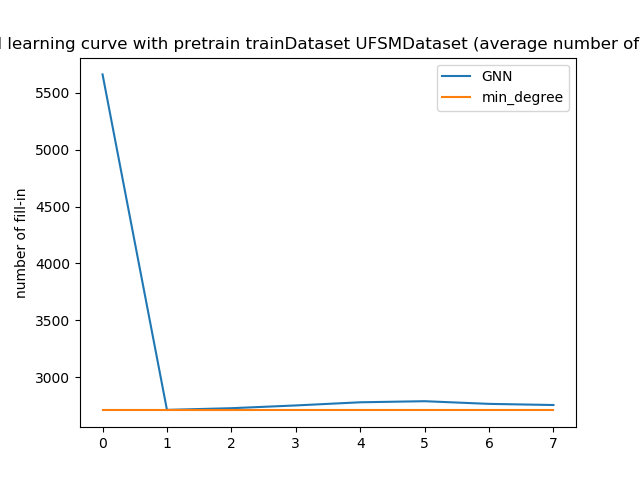 learning curve with pretrain trainDataset UFSMDataset (average number of
GNN
min_degree
5500
5000
4500
4000
3500
3000
number of fill-in
0 1 2 3 4 5 6 7